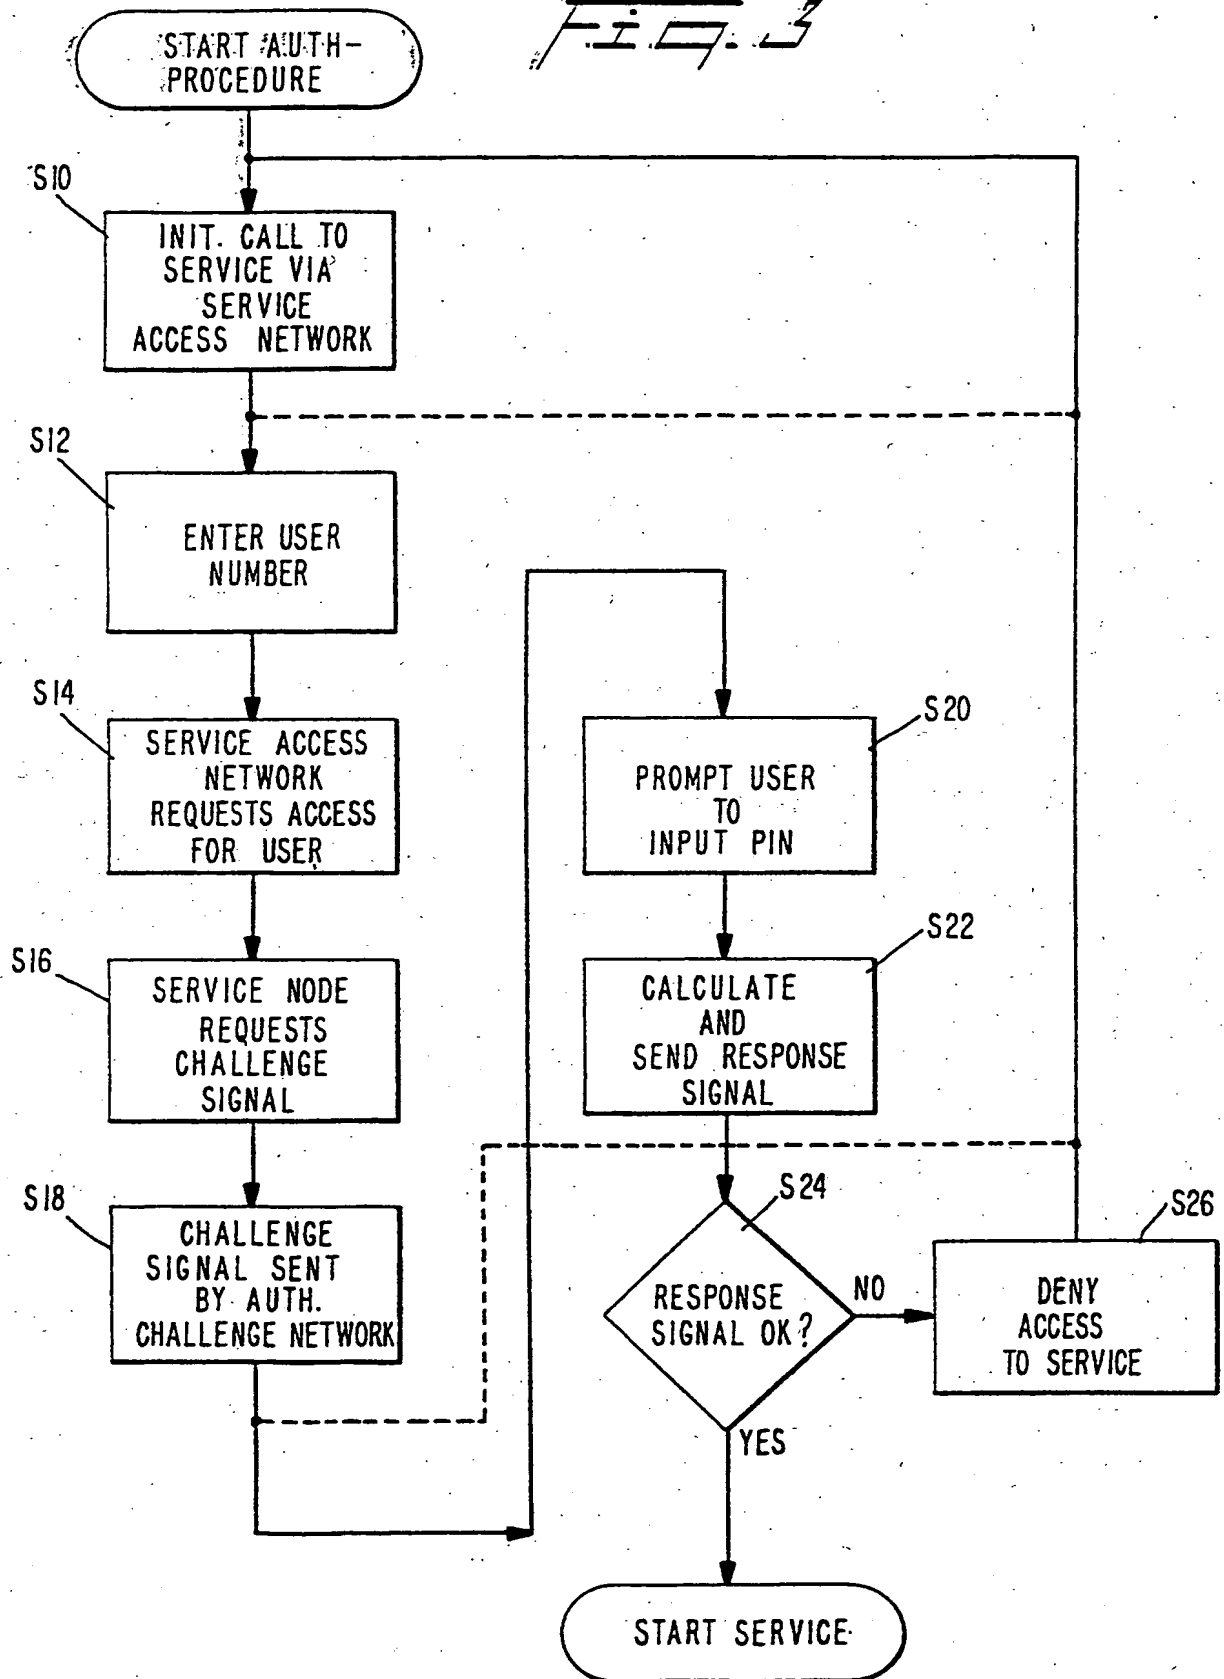 Fig. 3
START AUTH-
PROCEDURE
S10
INIT. CALL TO
SERVICE VIA
SERVICE
ACCESS NETWORK
S12
ENTER USER
NUMBER
S14
SERVICE ACCESS
NETWORK
REQUESTS ACCESS
FOR USER
S16
SERVICE NODE
REQUESTS
CHALLENGE
SIGNAL
S18
CHALLENGE
SIGNAL SENT
BY AUTH.
CHALLENGE NETWORK
S20
PROMPT USER
TO
INPUT PIN
S22
CALCULATE
AND
SEND RESPONSE
SIGNAL
S24
RESPONSE
SIGNAL OK?
NO
YES
S26
DENY
ACCESS
TO SERVICE
START SERVICE